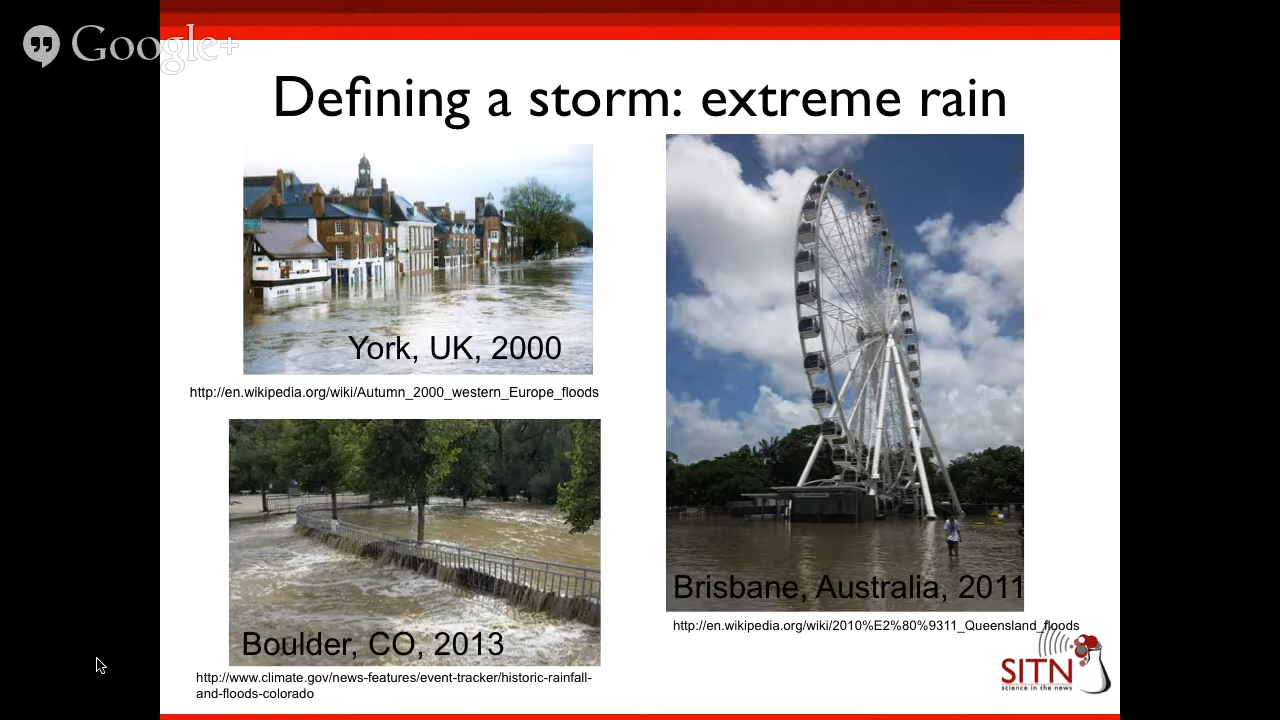 Google+
Defining a storm: extreme rain
York, UK, 2000
http://en.wikipedia.org/wiki/Autumn_2000_western_Europe_floods
Boulder, CO, 2013
http://www.climate.gov/news-features/event-tracker/historic-rainfall-
and-floods-colorado
Brisbane, Australia, 2011
http://en.wikipedia.org/wiki/2010%E2%80%9311_Queensland_floods
SITN
science in the news